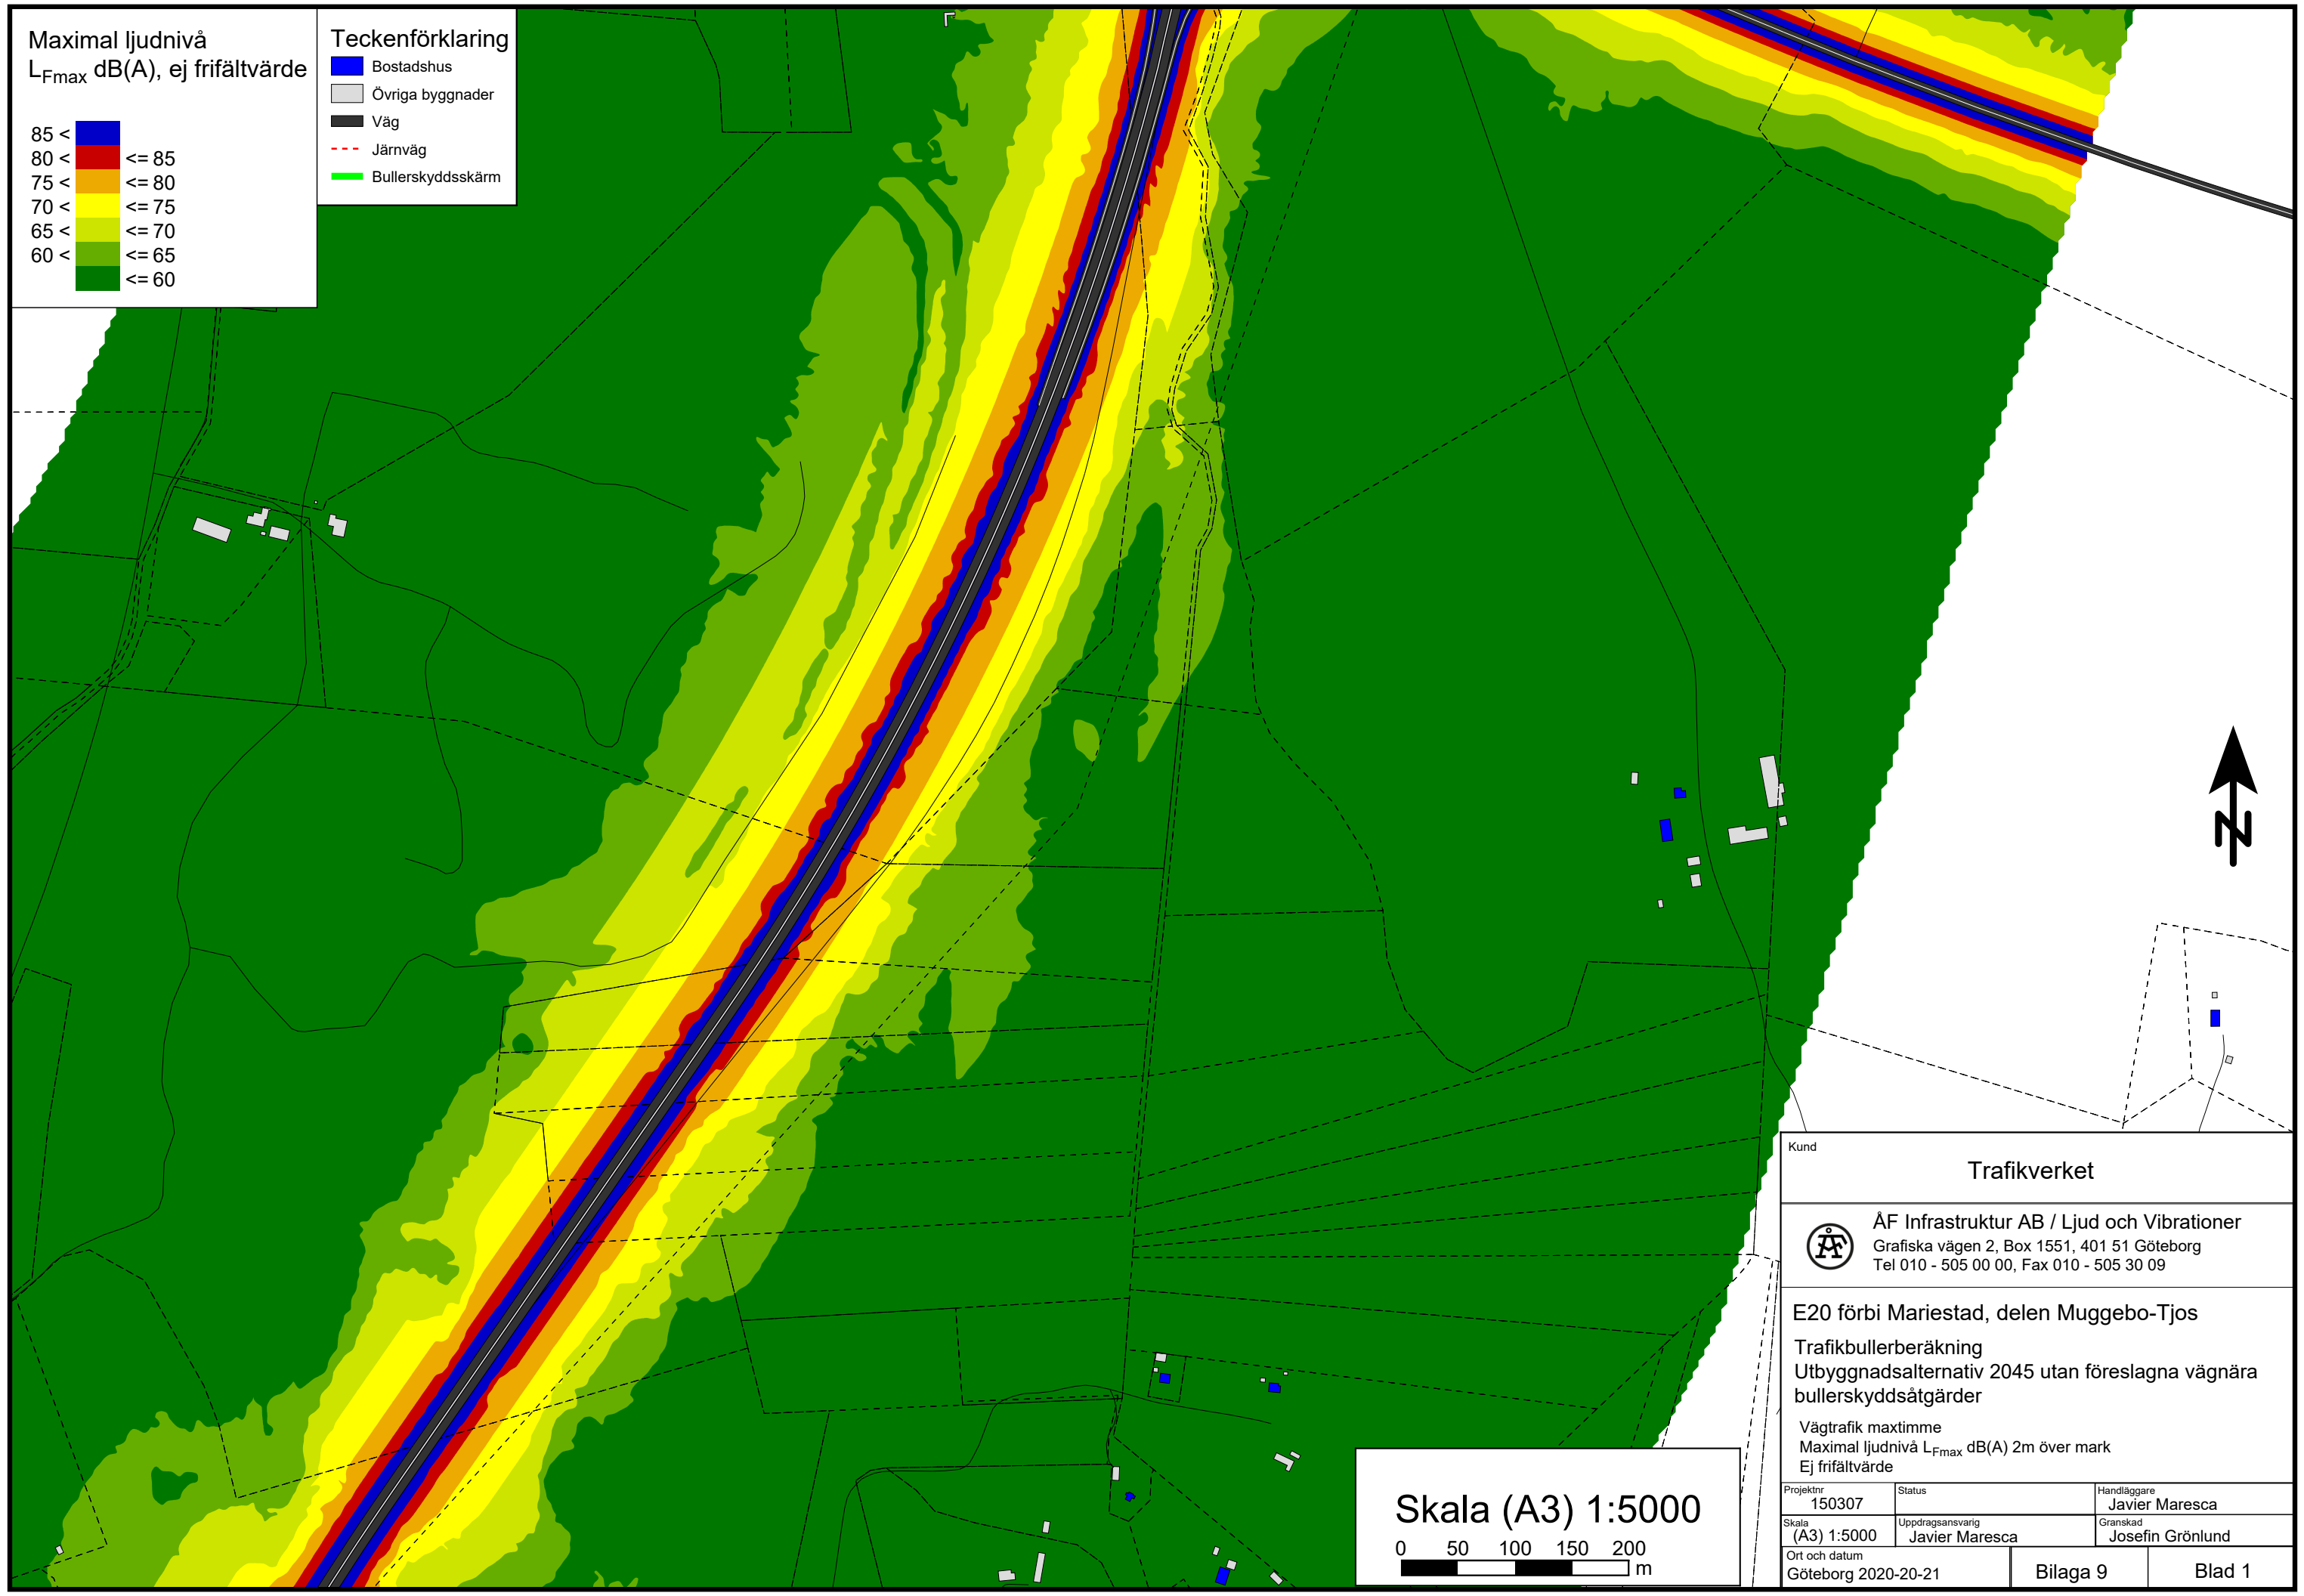 Maximal ljudnivå
LFmax dB(A), ej frifältvärde
85 <
80 < <= 85
75 < <= 80
70 < <= 75
65 < <= 70
60 < <= 65
<= 60
Teckenförklaring
Bostadshus
Övriga byggnader
Väg
Järnväg
Bullerskyddsskärm
N
Skala (A3) 1:5000
0 50 100 150 200
m
Kund
Trafikverket
ÅF
ÅF Infrastruktur AB / Ljud och Vibrationer
Grafiska vägen 2, Box 1551, 401 51 Göteborg
Tel 010 - 505 00 00, Fax 010 - 505 30 09
E20 förbi Mariestad, delen Muggebo-Tjos
Trafikbullerberäkning
Utbyggnadsalternativ 2045 utan föreslagna vägnära
bullerskyddsåtgärder
Vägtrafik maxtimme
Maximal ljudnivå LFmax dB(A) 2m över mark
Ej frifältvärde
Projektnr Status Handläggare
150307 Javier Maresca
Skala Uppdragsansvarig Granskad
(A3) 1:5000 Javier Maresca Josefin Grönlund
Ort och datum
Göteborg 2020-20-21 Bilaga 9 Blad 1